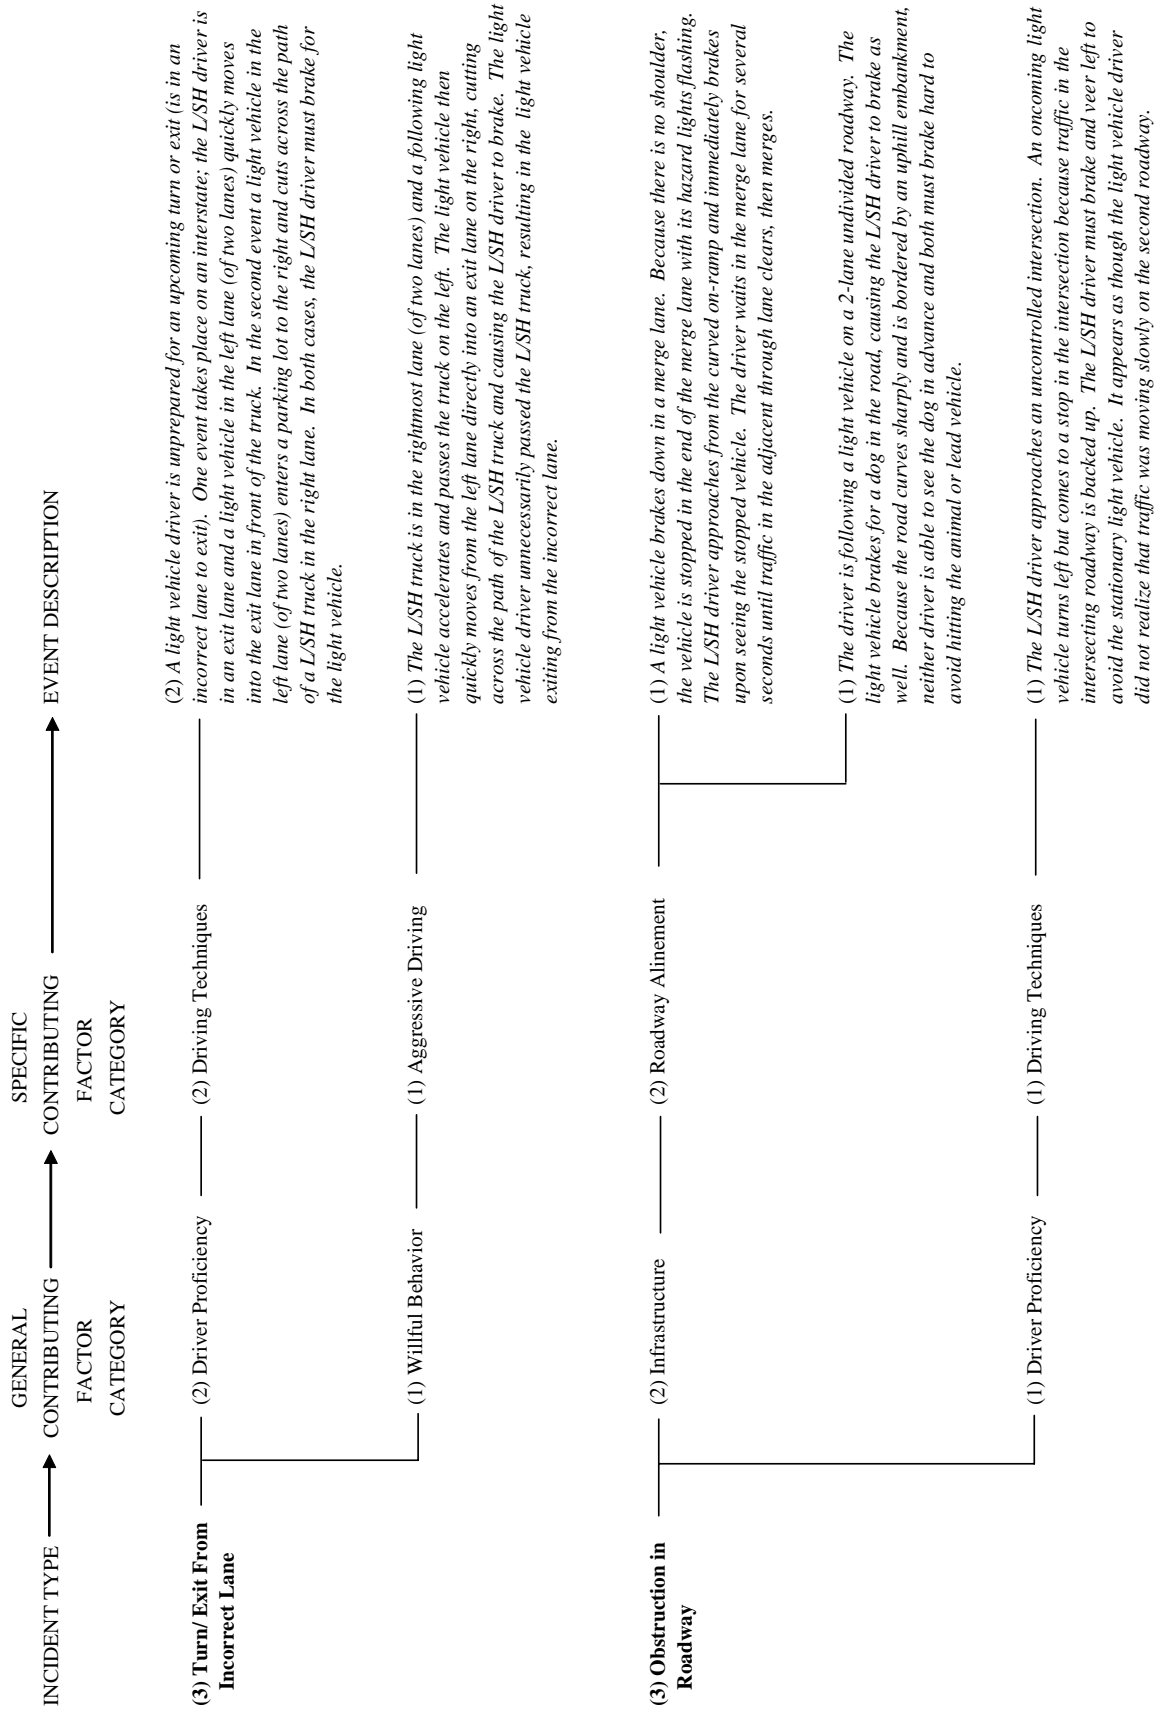 INCIDENT TYPE
GENERAL
CONTRIBUTING
FACTOR
CATEGORY
SPECIFIC
CONTRIBUTING
FACTOR
CATEGORY
EVENT DESCRIPTION
(3) Turn/ Exit From
Incorrect Lane
(2) Driver Proficiency
(2) Driving Techniques
(2) A light vehicle driver is unprepared for an upcoming turn or exit (is in an
incorrect lane to exit). One event takes place on an interstate; the L/SH driver is
in an exit lane and a light vehicle in the left lane (of two lanes) quickly moves
into the exit lane in front of the truck. In the second event a light vehicle in the
left lane (of two lanes) enters a parking lot to the right and cuts across the path
of a L/SH truck in the right lane. In both cases, the L/SH driver must brake for
the light vehicle.
(1) Willful Behavior
(1) Aggressive Driving
(1) The L/SH truck is in the rightmost lane (of two lanes) and a following light
vehicle accelerates and passes the truck on the left. The light vehicle then
quickly moves from the left lane directly into an exit lane on the right, cutting
across the path of the L/SH truck and causing the L/SH driver to brake. The light
vehicle driver unnecessarily passed the L/SH truck, resulting in the light vehicle
exiting from the incorrect lane.
(3) Obstruction in
Roadway
(2) Infrastructure
(2) Roadway Alinement
(1) A light vehicle brakes down in a merge lane. Because there is no shoulder,
the vehicle is stopped in the end of the merge lane with its hazard lights flashing.
The L/SH driver approaches from the curved on-ramp and immediately brakes
upon seeing the stopped vehicle. The driver waits in the merge lane for several
seconds until traffic in the adjacent through lane clears, then merges.
(1) The driver is following a light vehicle on a 2-lane undivided roadway. The
light vehicle brakes for a dog in the road, causing the L/SH driver to brake as
well. Because the road curves sharply and is bordered by an uphill embankment,
neither driver is able to see the dog in advance and both must brake hard to
avoid hitting the animal or lead vehicle.
(1) Driver Proficiency
(1) Driving Techniques
(1) The L/SH driver approaches an uncontrolled intersection. An oncoming light
vehicle turns left but comes to a stop in the intersection because traffic in the
intersecting roadway is backed up. The L/SH driver must brake and veer left to
avoid the stationary light vehicle. It appears as though the light vehicle driver
did not realize that traffic was moving slowly on the second roadway.